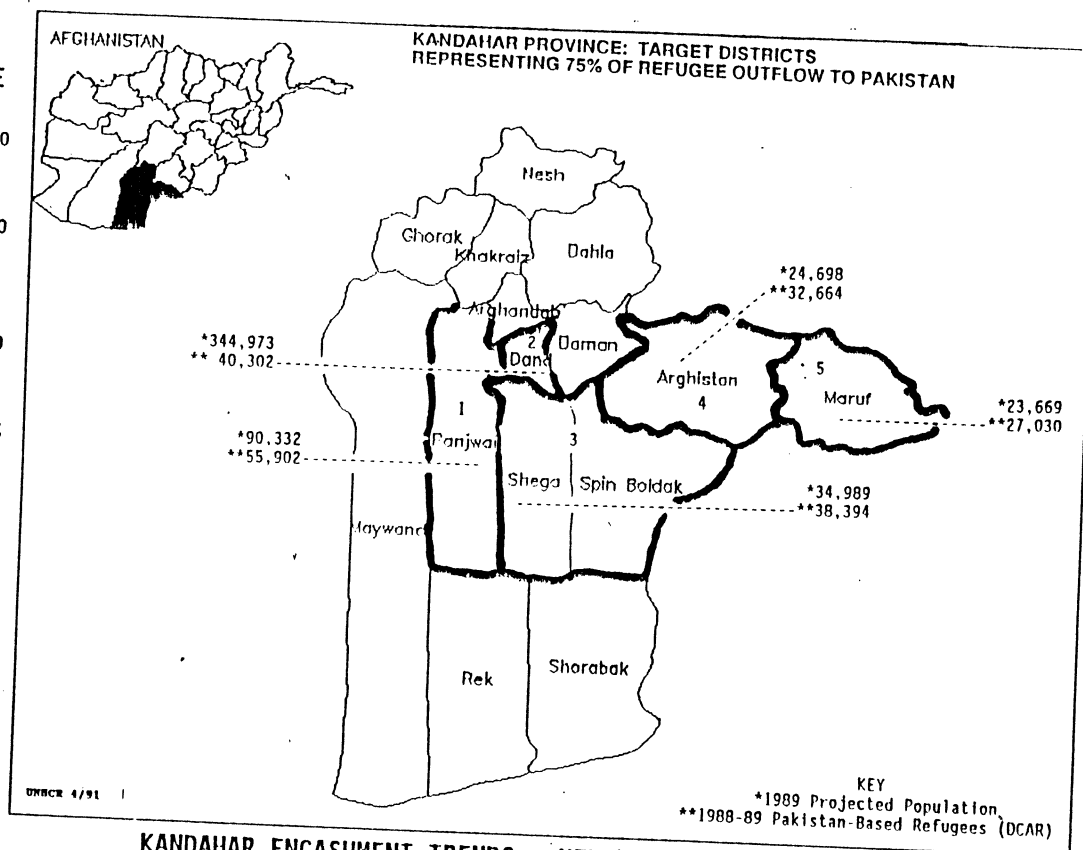 AFGHANISTAN
KANDAHAR PROVINCE: TARGET DISTRICTS
REPRESENTING 75% OF REFUGEE OUTFLOW TO PAKISTAN
Nesh
Ghorak
Khakraiz
Dahla
*24,698
**32,664
Arghandab
*344,973
** 40,302
2
Dand
Daman
Arghistan
4
5
Maruf
*23,669
**27,030
1
Panjwai
*90,332
**55,902
3
Shega
Spin Boldak
*34,989
**38,394
Maywand
Rek
Shorabak
UNHCR 4/91
KEY
*1989 Projected Population
**1988-89 Pakistan-Based Refugees (DCAR)
KANDAHAR ENCASHMENT TRENDS